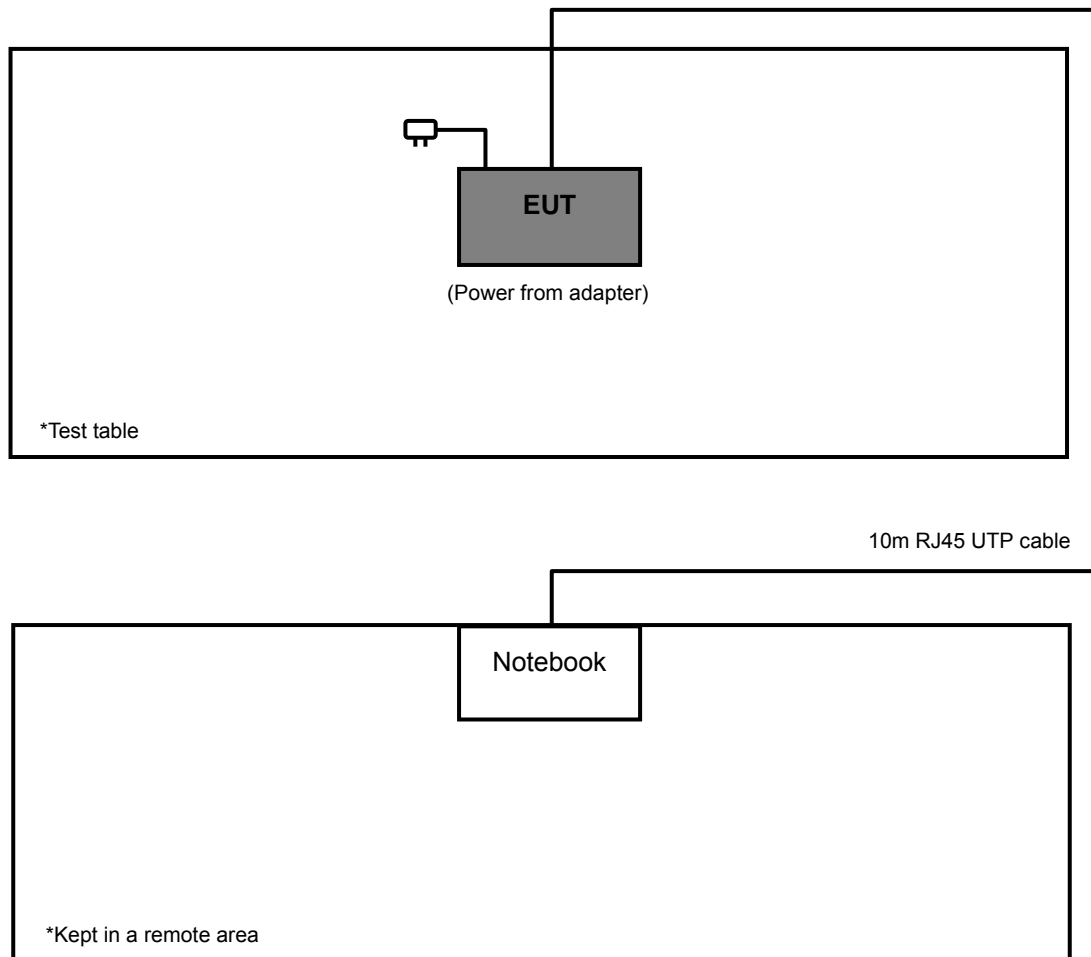 EUT
(Power from adapter)
*Test table
10m RJ45 UTP cable
Notebook
*Kept in a remote area